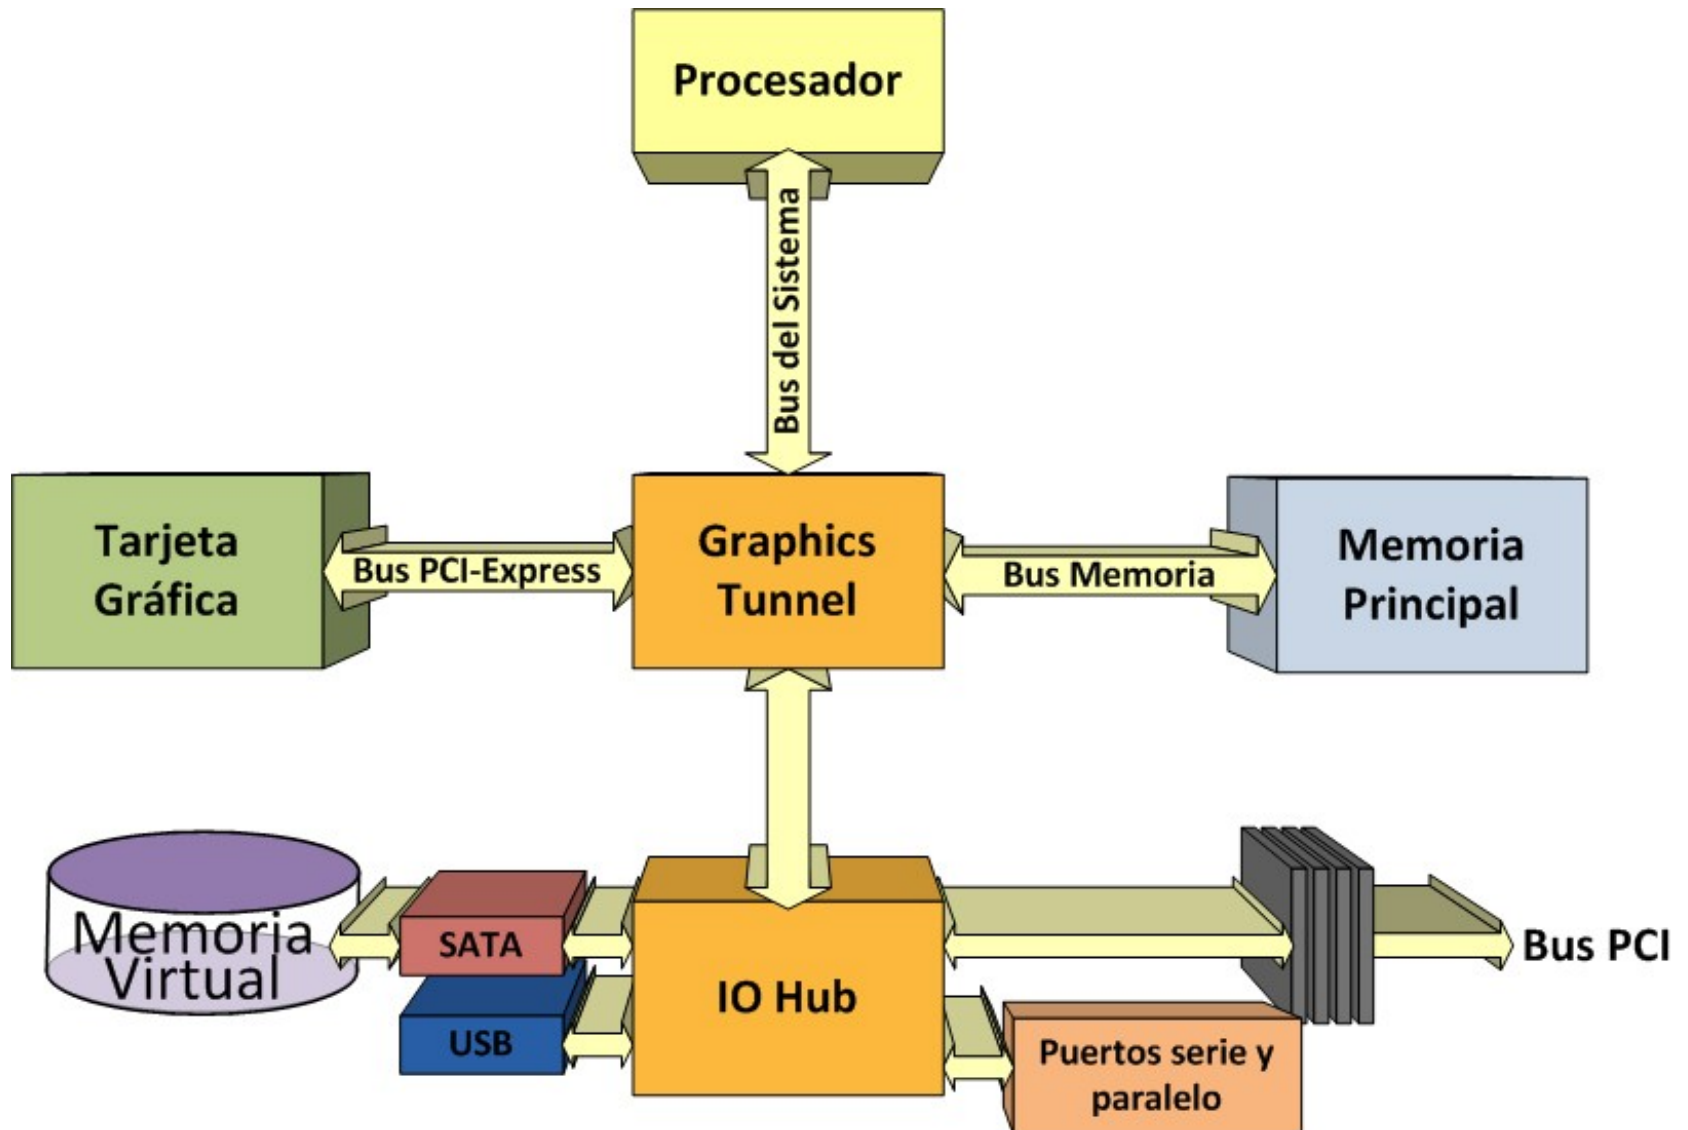 Procesador
Bus del Sistema
Tarjeta
Gráfica
Bus PCI-Express
Graphics
Tunnel
Bus Memoria
Memoria
Principal
Memoria
Virtual
SATA
USB
IO Hub
Bus PCI
Puertos serie y
paralelo